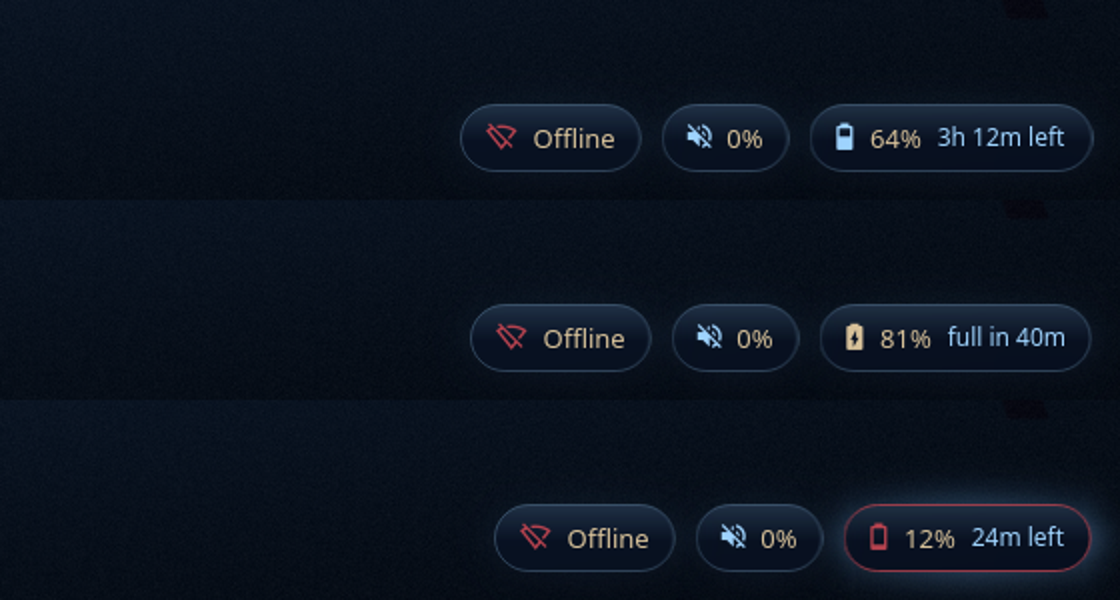 Offline 0% 64% 3h 12m left
Offline 0% 81% full in 40m
Offline 0% 12% 24m left